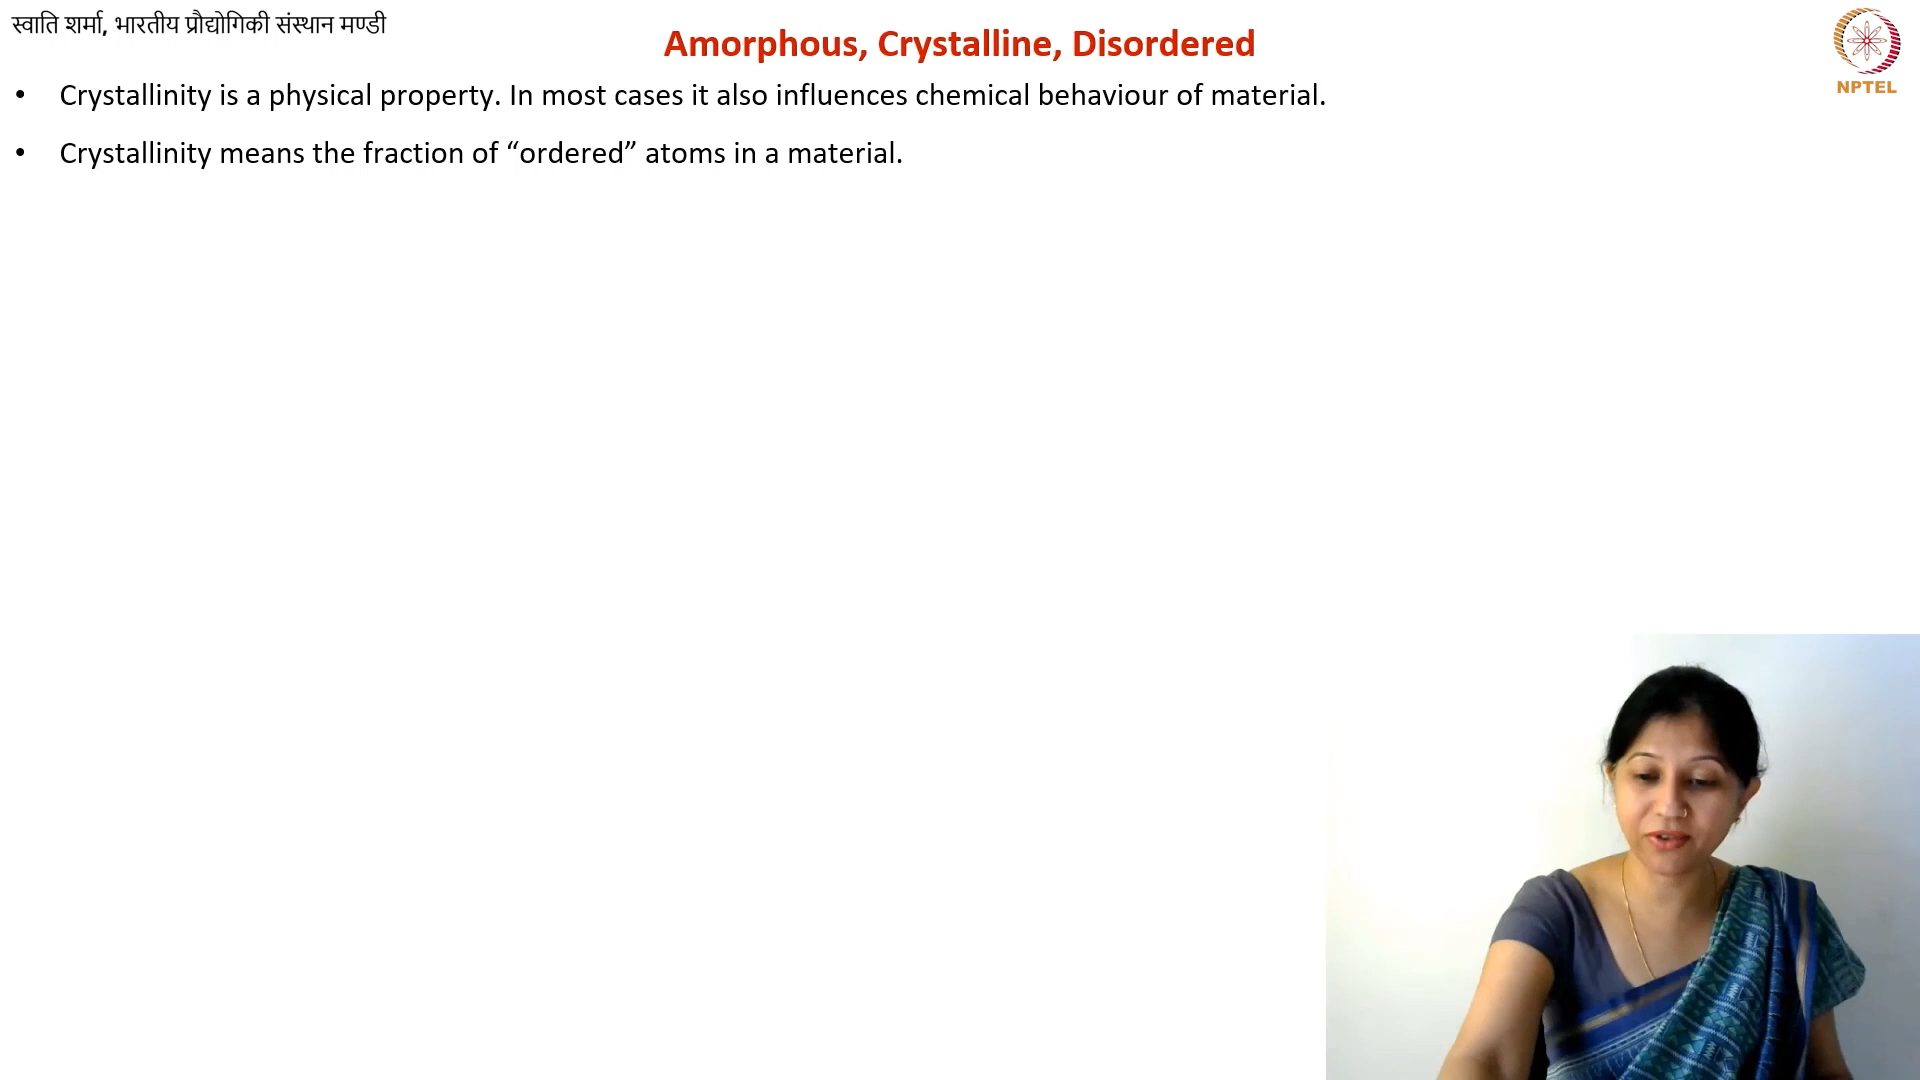 स्वाति शर्मा, भारतीय प्रौद्योगिकी संस्थान मण्डी
Amorphous, Crystalline, Disordered
NPTEL
• Crystallinity is a physical property. In most cases it also influences chemical behaviour of material.
• Crystallinity means the fraction of “ordered” atoms in a material.